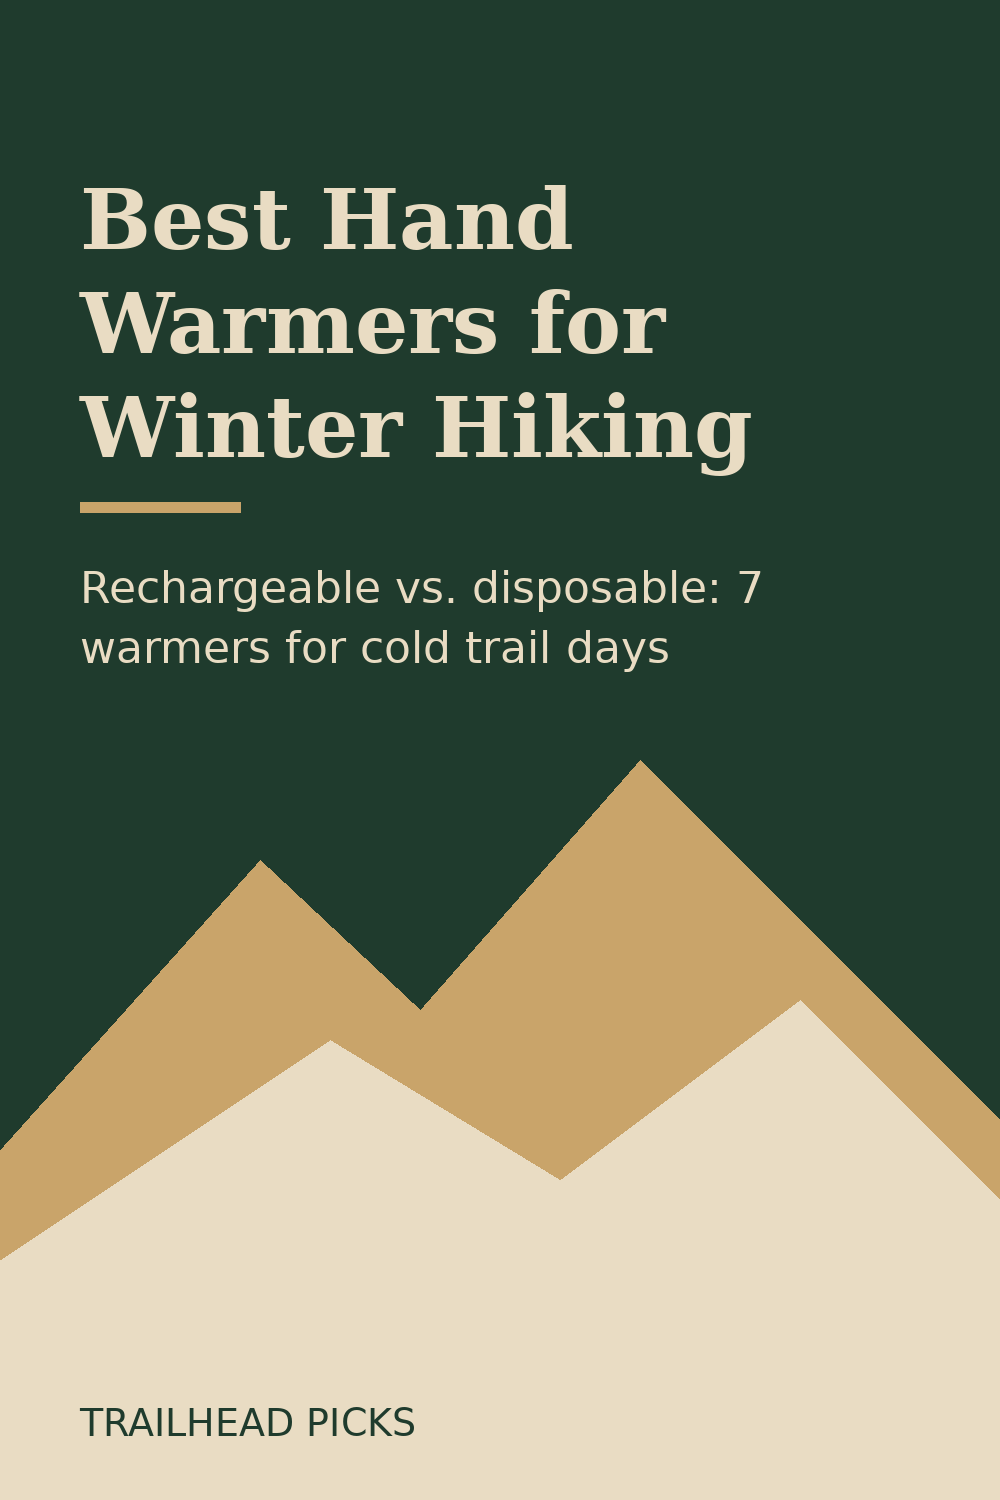 Best Hand
Warmers for
Winter Hiking
Rechargeable vs. disposable: 7
warmers for cold trail days
TRAILHEAD PICKS